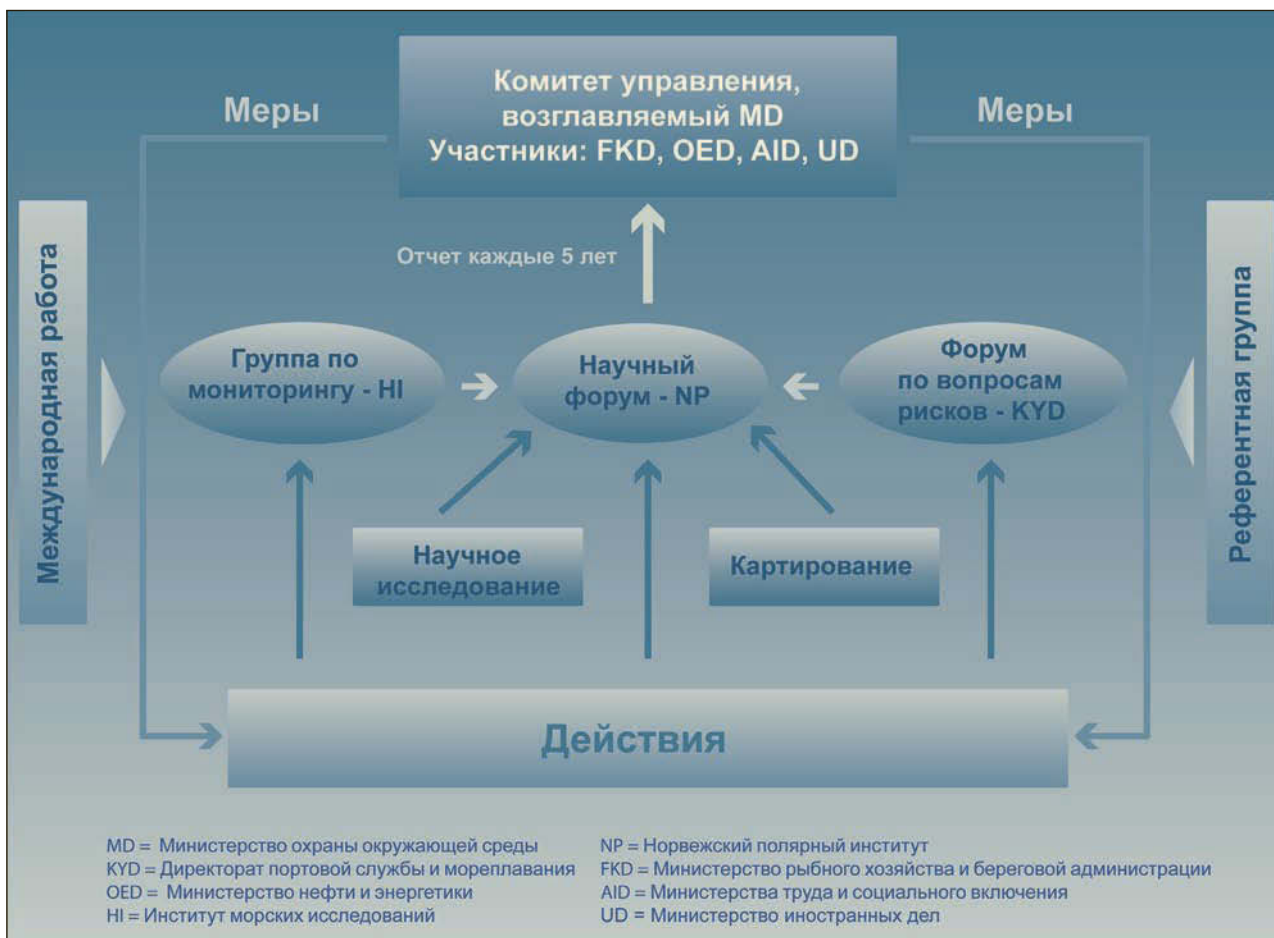 Комитет управления,
возглавляемый MD
Участники: FKD, OED, AID, UD
Меры
Меры
Международная работа
Референтная группа
Отчет каждые 5 лет
Группа по
мониторингу - HI
Научный
форум - NP
Форум
по вопросам
рисков - KYD
Научное
исследование
Картирование
Действия
MD = Министерство охраны окружающей среды
KYD = Директорат портовой службы и мореплавания
OED = Министерство нефти и энергетики
HI = Институт морских исследований
NP = Норвежский полярный институт
FKD = Министерство рыбного хозяйства и береговой администрации
AID = Министерства труда и социального включения
UD = Министерство иностранных дел